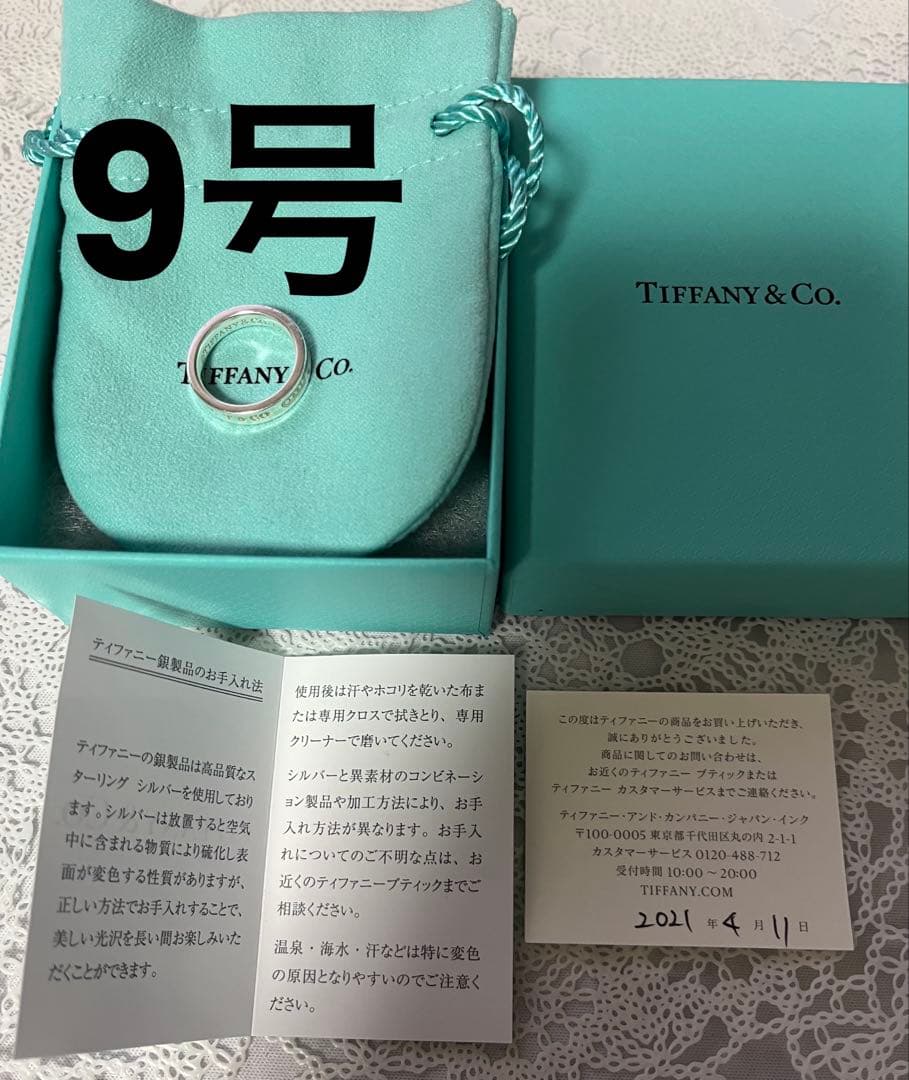 9号
TIFFANY & CO.
TIFFANY & CO.
TIFFANY & CO.
& CO.
ティファニー銀製品のお手入れ法
ティファニーの銀製品は高品質なス
ターリング シルバーを使用しており
ます。シルバーは放置すると空気
中に含まれる物質により硫化し表
面が変色する性質がありますが、
正しい方法でお手入れすることで、
美しい光沢を長い間お楽しみいた
だくことができます。
使用後は汗やホコリを乾いた布ま
たは専用クロスで拭きとり、専用
クリーナーで磨いてください。
シルバーと異素材のコンビネーシ
ョン製品や加工方法により、お手
入れ方法が異なります。お手入
れについてのご不明な点は、お
近くのティファニーブティックまでご
相談ください。
温泉・海水・汗などは特に変色
の原因となりやすいのでご注意く
ださい。
この度はティファニーの商品をお買い上げいただき、
誠にありがとうございました。
商品に関してのお問い合わせは、
お近くのティファニー ブティックまたは
ティファニー カスタマーサービスまでご連絡ください。
ティファニー・アンド・カンパニー・ジャパン・インク
〒100-0005 東京都千代田区丸の内 2-1-1
カスタマーサービス 0120-488-712
受付時間 10:00～20:00
TIFFANY.COM
2021 年 4 月 11 日